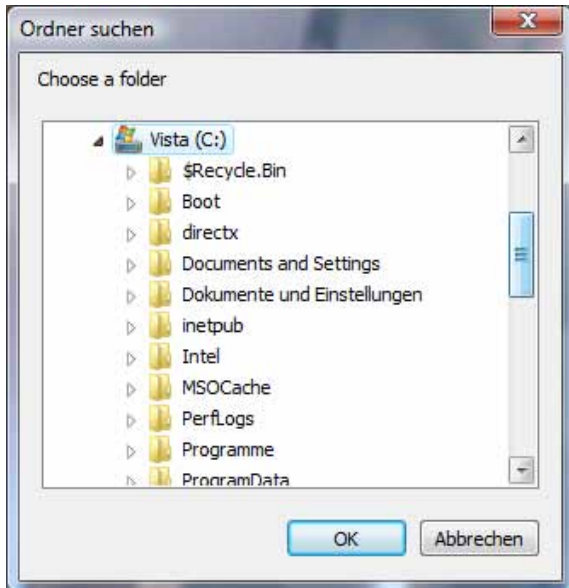 Ordner suchen
Choose a folder
Vista (C:)
$Recycle.Bin
Boot
directx
Documents and Settings
Dokumente und Einstellungen
inetpub
Intel
MSOCache
PerfLogs
Programme
ProgramData
OK
Abbrechen